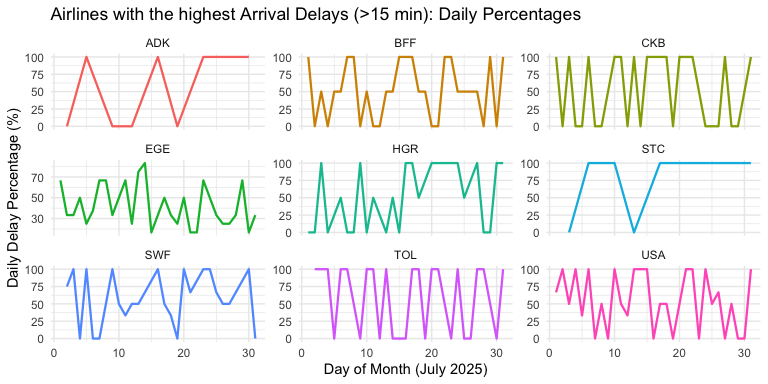 Airlines with the highest Arrival Delays (>15 min): Daily Percentages
ADK BFF CKB
100 100 100
75 75 75
50 50 50
25 25 25
0 0 0
EGE HGR STC
70 100 100
50 75 75
30 50 50
25 25
0 0
SWF TOL USA
100 100 100
75 75 75
50 50 50
25 25 25
0 0 0
0 10 20 30 0 10 20 30 0 10 20 30
Day of Month (July 2025)
Daily Delay Percentage (%)